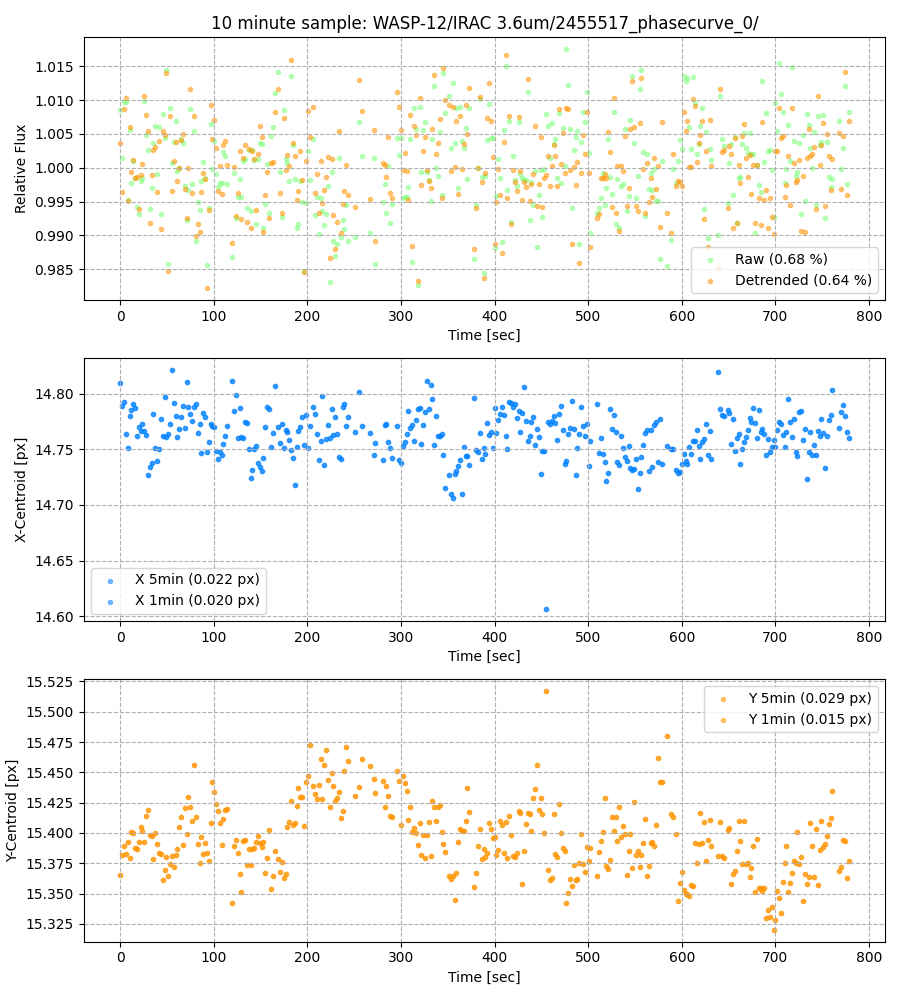 10 minute sample: WASP-12/IRAC 3.6um/2455517_phasecurve_0/
1.015
1.010
1.005
1.000
0.995
0.990
0.985
Relative Flux
Raw (0.68 %)
Detrended (0.64 %)
0 100 200 300 400 500 600 700 800
Time [sec]
14.80
14.75
14.70
14.65
14.60
X-Centroid [px]
X 5min (0.022 px)
X 1min (0.020 px)
0 100 200 300 400 500 600 700 800
Time [sec]
15.525
15.500
15.475
15.450
15.425
15.400
15.375
15.350
15.325
Y-Centroid [px]
Y 5min (0.029 px)
Y 1min (0.015 px)
0 100 200 300 400 500 600 700 800
Time [sec]